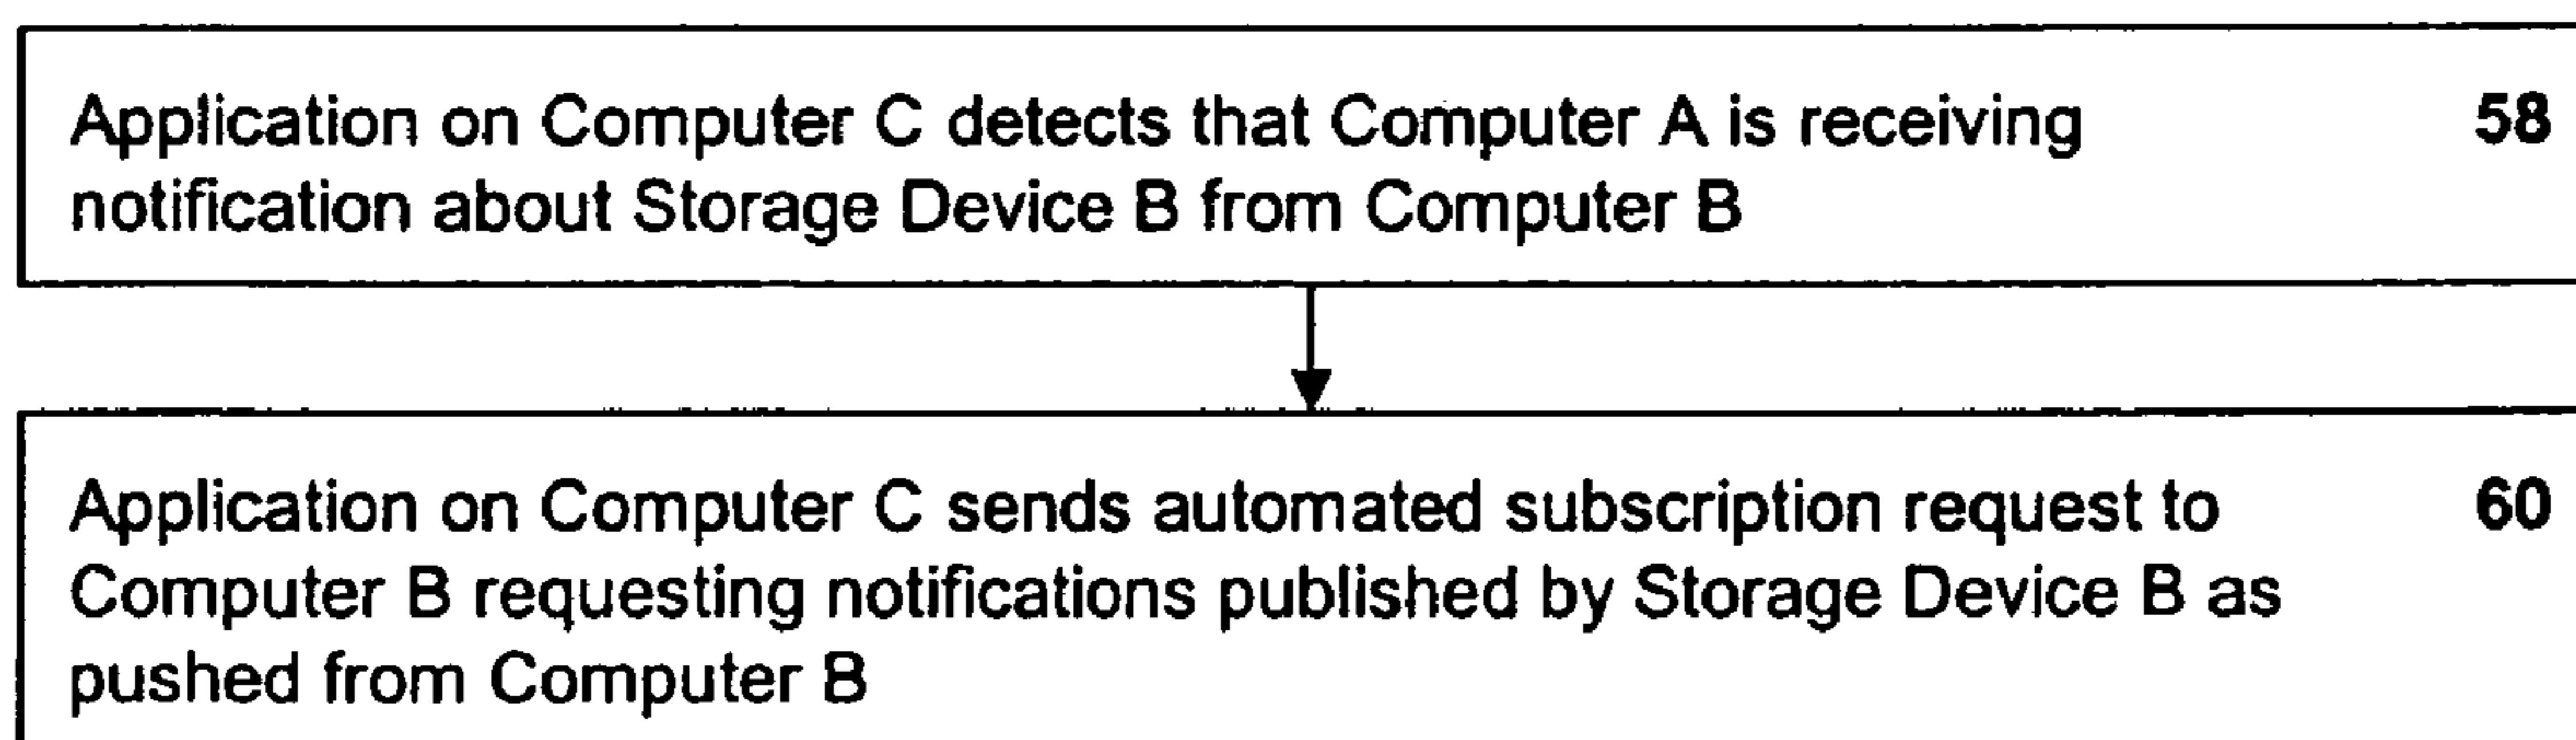 Application on Computer C detects that Computer A is receiving 58
notification about Storage Device B from Computer B
Application on Computer C sends automated subscription request to 60
Computer B requesting notifications published by Storage Device B as
pushed from Computer B